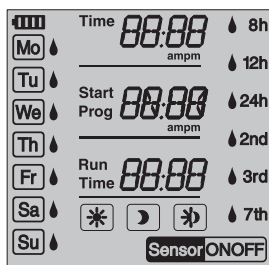 Time 88:88 8h
ampm
Mo 12h
Tu
Start Prog 88:88 24h
We ampm
Th 2nd
Run Time 88:88 3rd
Fr
Sa 7th
Su Sensor ONOFF